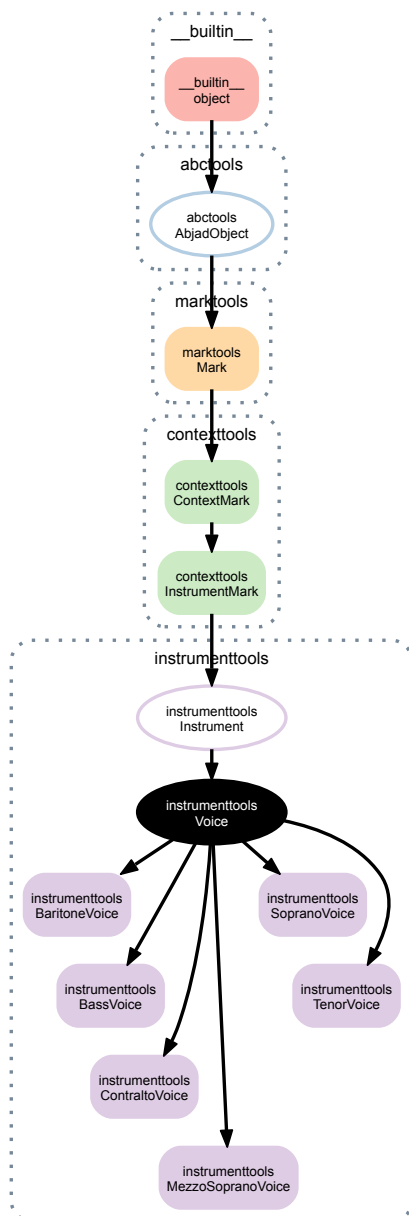 __builtin__
__builtin__
object
abctools
abctools
AbjadObject
marktools
marktools
Mark
contexttools
contexttools
ContextMark
contexttools
InstrumentMark
instrumenttools
instrumenttools
Instrument
instrumenttools
Voice
instrumenttools
BaritoneVoice
instrumenttools
SopranoVoice
instrumenttools
BassVoice
instrumenttools
TenorVoice
instrumenttools
ContraltoVoice
instrumenttools
MezzoSopranoVoice